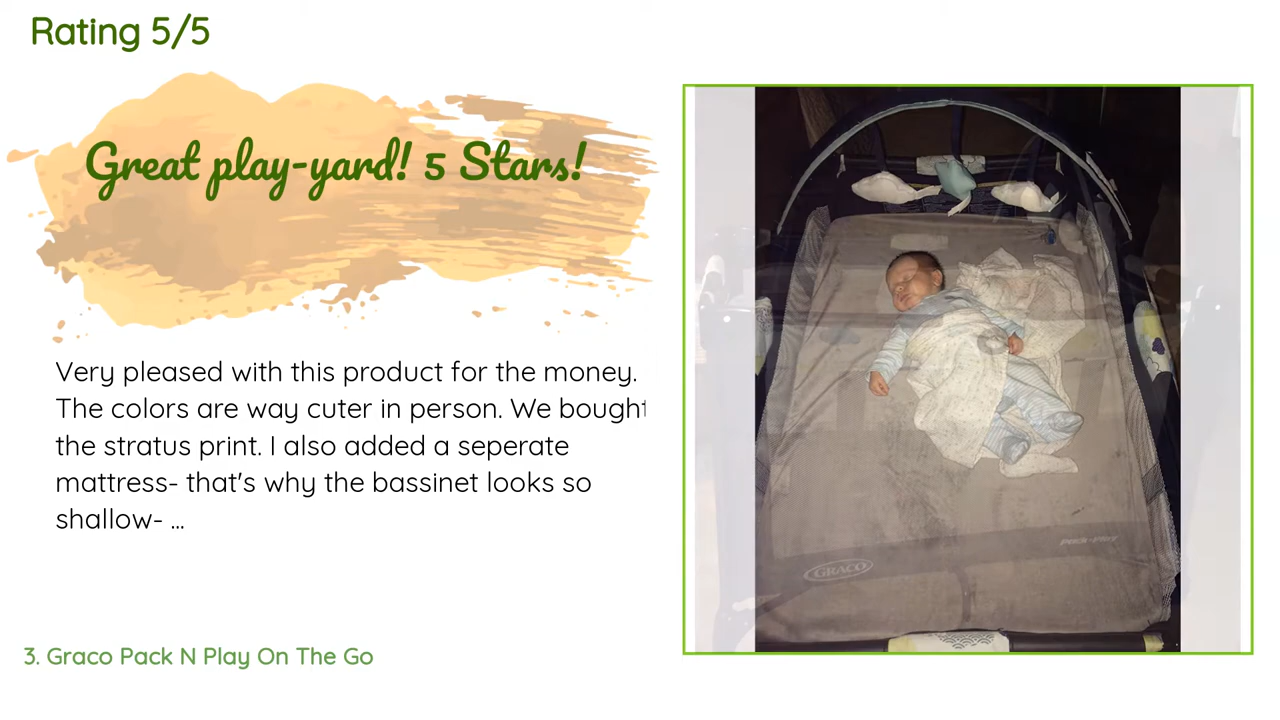 Rating 5/5
Great play-yard! 5 Stars!
Very pleased with this product for the money.
The colors are way cuter in person. We bought
the stratus print. I also added a seperate
mattress- that's why the bassinet looks so
shallow- ...
GRACO
Pack 'n Play
3. Graco Pack N Play On The Go